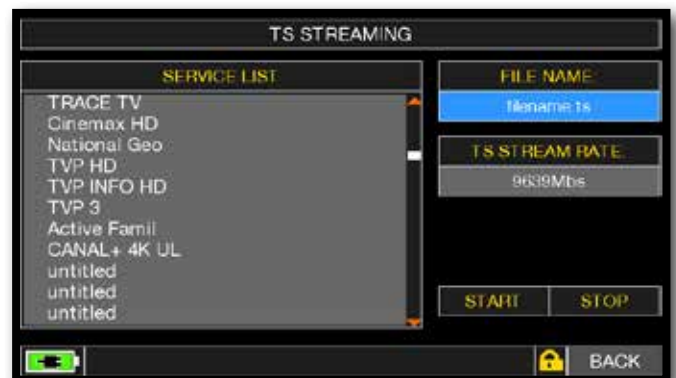 TS STREAMING
SERVICE LIST
TRACE TV
Cinemax HD
National Geo
TVP HD
TVP INFO HD
TVP 3
Active Famil
CANAL+ 4K UL
untitled
untitled
untitled
FILE NAME
filename.ts
TS STREAM RATE.
9639Mbs
START
STOP
BACK